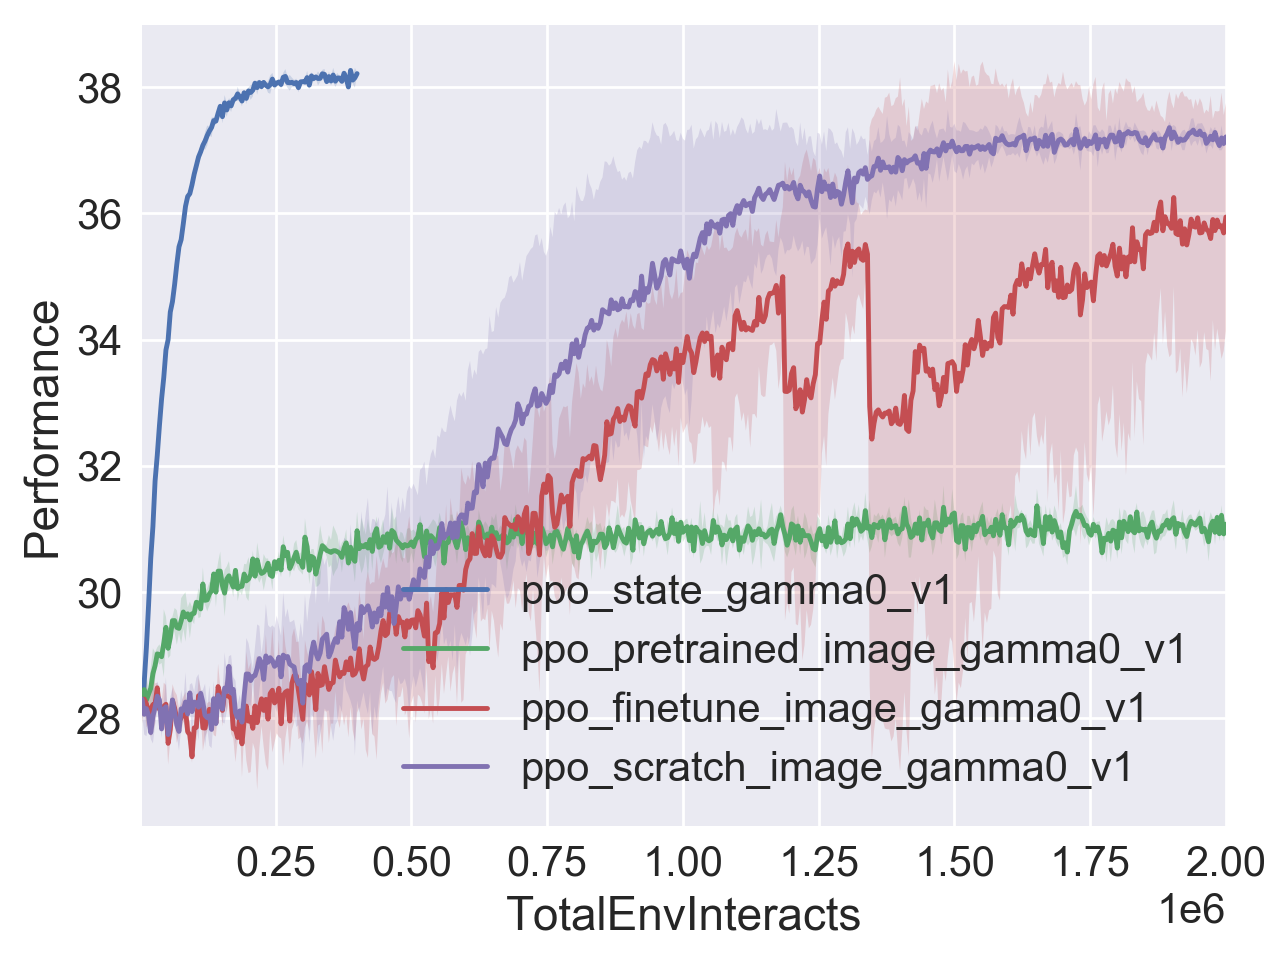 38
36
34
32
30
28
Performance
ppo_state_gamma0_v1
ppo_pretrained_image_gamma0_v1
ppo_finetune_image_gamma0_v1
ppo_scratch_image_gamma0_v1
0.25 0.50 0.75 1.00 1.25 1.50 1.75 2.00
TotalEnvInteracts
1e6